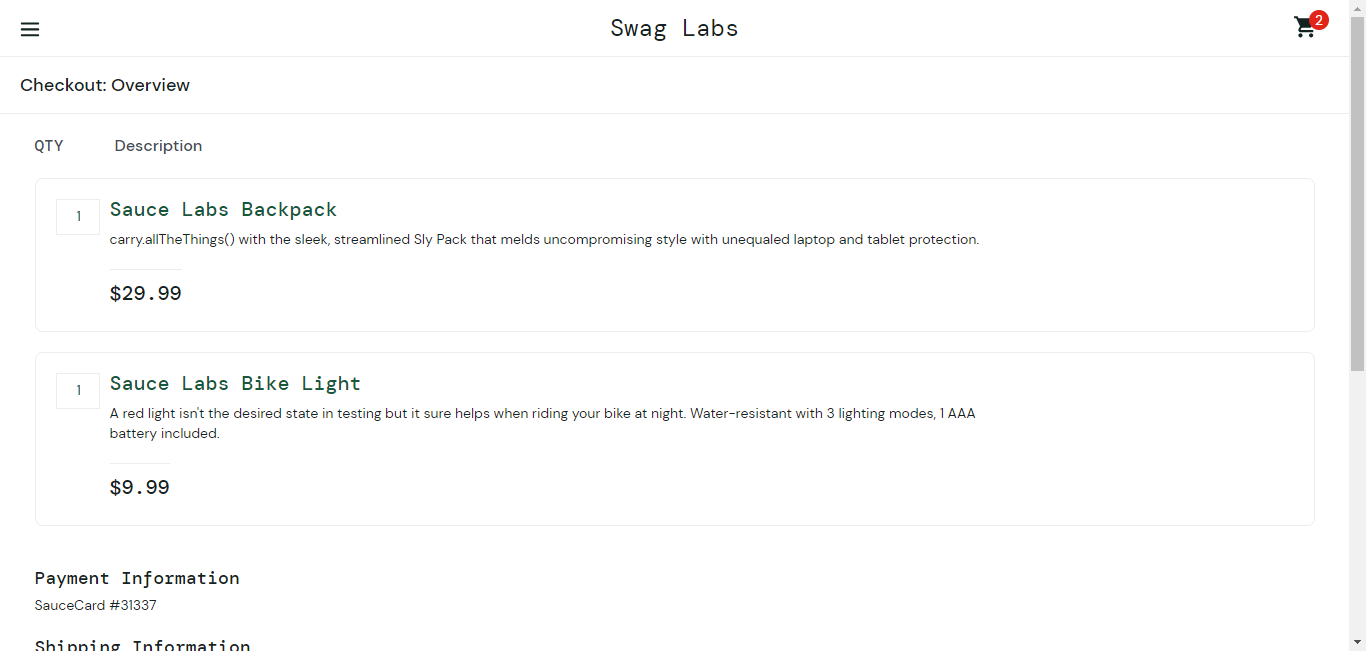 Swag Labs
2
Checkout: Overview
QTY Description
1
Sauce Labs Backpack
carry.allTheThings() with the sleek, streamlined Sly Pack that melds uncompromising style with unequaled laptop and tablet protection.
$29.99
1
Sauce Labs Bike Light
A red light isn't the desired state in testing but it sure helps when riding your bike at night. Water-resistant with 3 lighting modes, 1 AAA
battery included.
$9.99
Payment Information
SauceCard #31337
Shipping Information